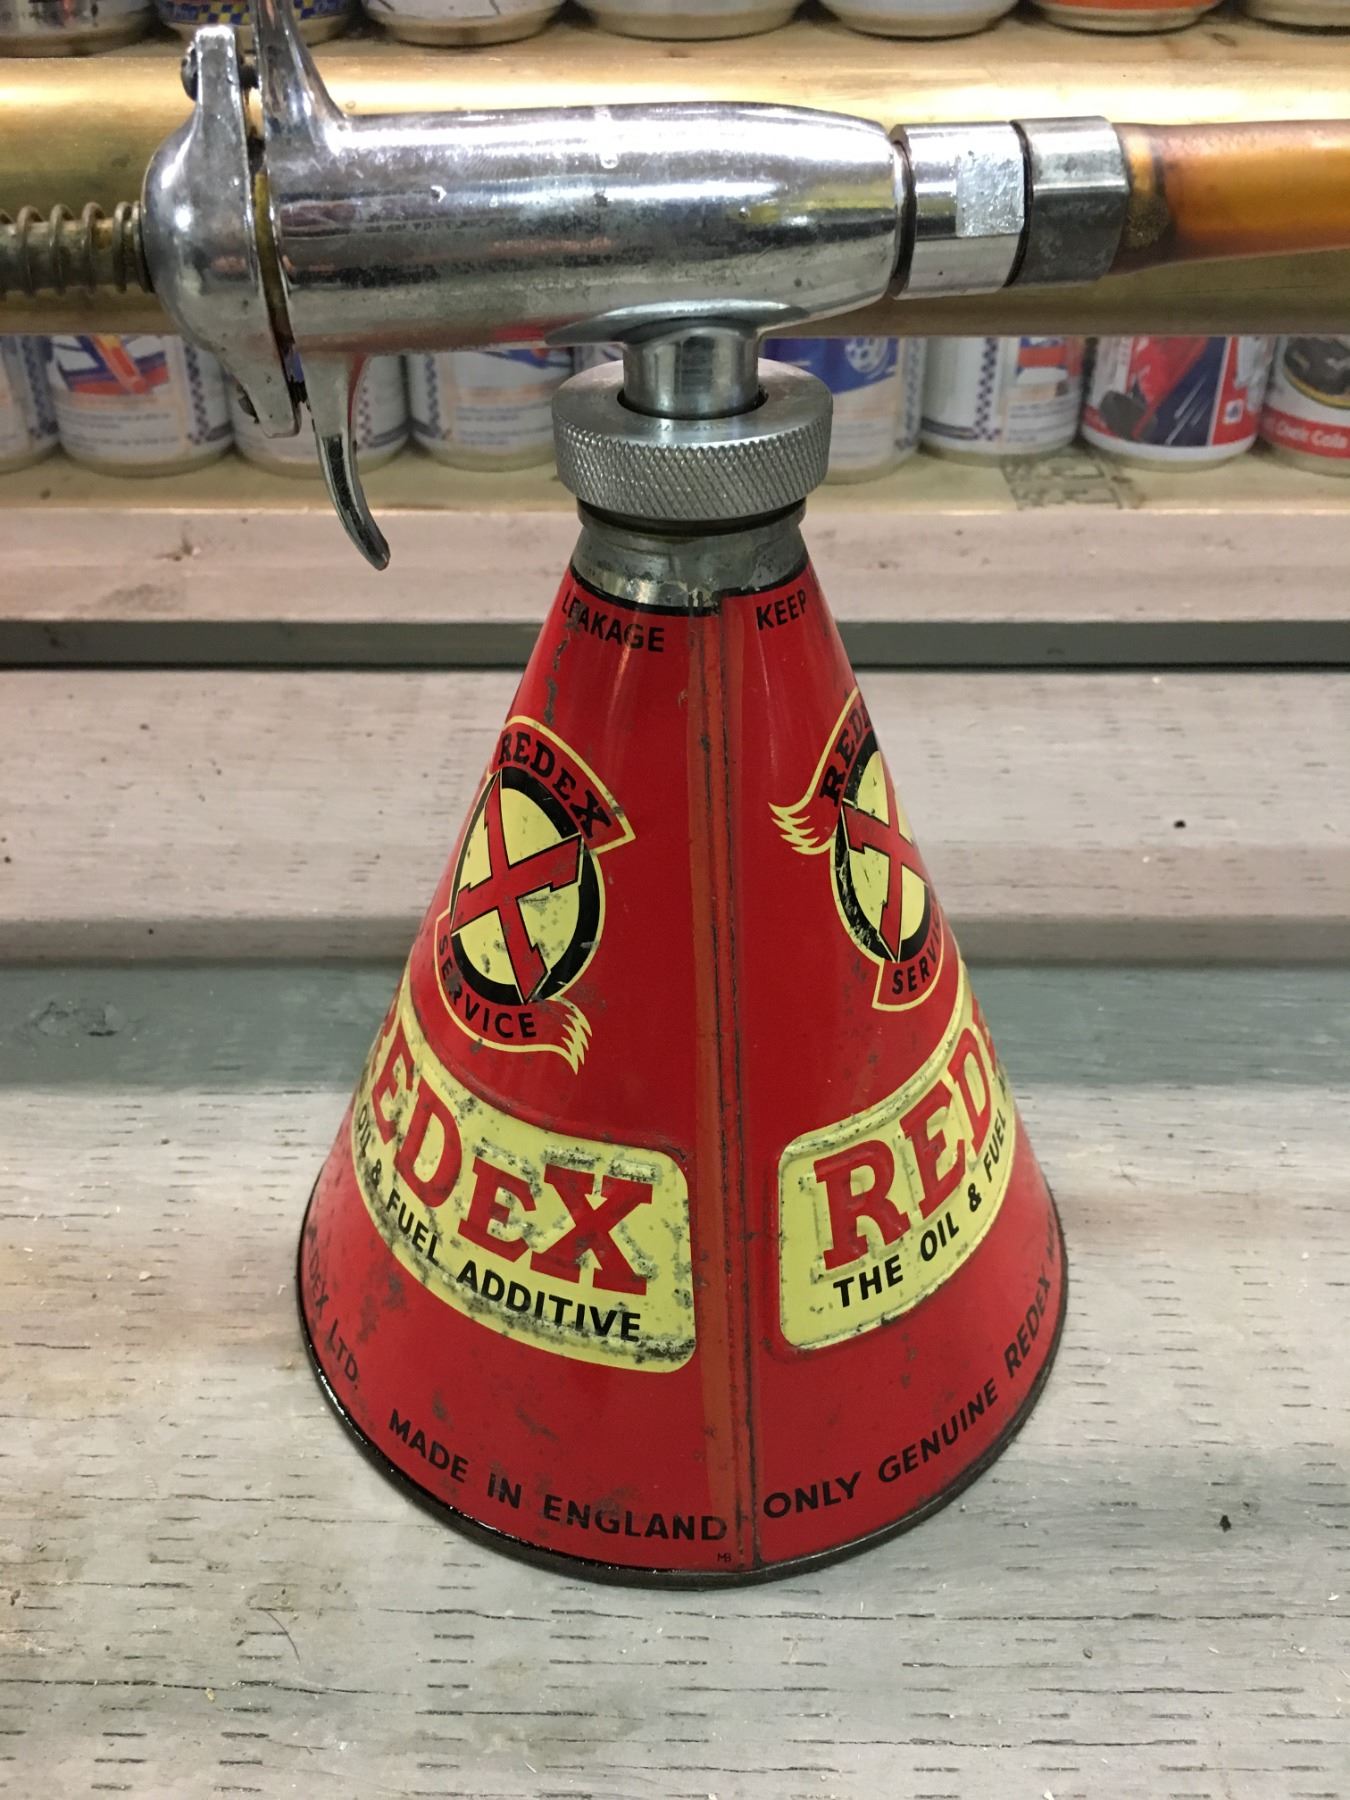 LEAKAGE
KEEP
REDEX
X
SERVICE
REDEX
OIL & FUEL ADDITIVE
THE OIL & FUEL
REDEX LTD.
MADE IN ENGLAND
ONLY GENUINE REDEX
MB